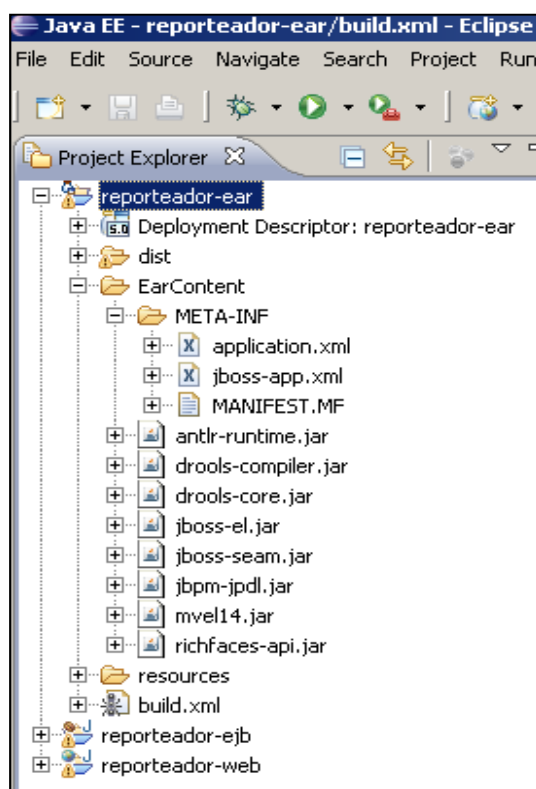 Java EE - reporteador-ear/build.xml - Eclipse
File Edit Source Navigate Search Project Run
Project Explorer
reporteador-ear
5.0 Deployment Descriptor: reporteador-ear
dist
EarContent
META-INF
application.xml
jboss-app.xml
MANIFEST.MF
antlr-runtime.jar
drools-compiler.jar
drools-core.jar
jboss-el.jar
jboss-seam.jar
jbpm-jpdl.jar
mvel14.jar
richfaces-api.jar
resources
build.xml
reporteador-ejb
reporteador-web